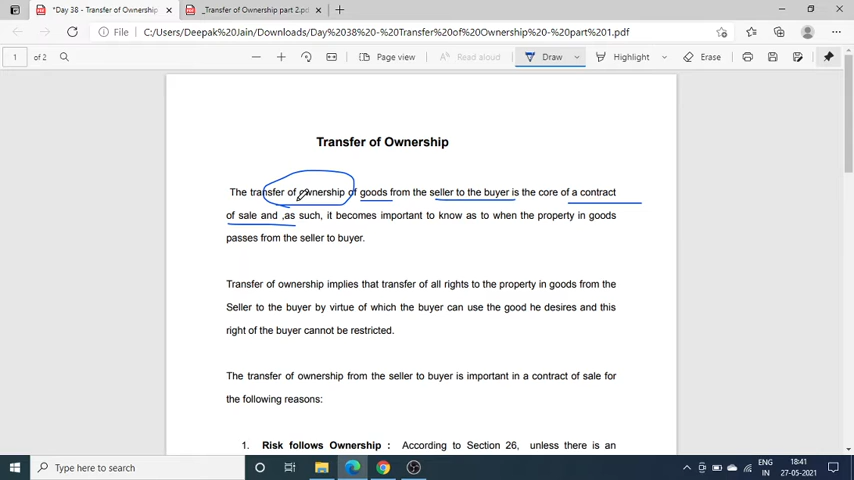 *Day 38 - Transfer of Ownership
_Transfer of Ownership part 2.pd
File
C:/Users/Deepak%20Jain/Downloads/Day%2038%20-%20Transfer%20of%20Ownership%20-%20part%201.pdf
1 of 2
Page view
Read aloud
Draw
Erase
Transfer of Ownership
The transfer of ownership of goods from the seller to the buyer is the core of a contract
of sale and ,as such, it becomes important to know as to when the property in goods
passes from the seller to buyer.
Transfer of ownership implies that transfer of all rights to the property in goods from the
Seller to the buyer by virtue of which the buyer can use the good he desires and this
right of the buyer cannot be restricted.
The transfer of ownership from the seller to buyer is important in a contract of sale for
the following reasons:
1. Risk follows Ownership : According to Section 26, unless there is an
Type here to search
ENG
IN
18:41
27-05-2021